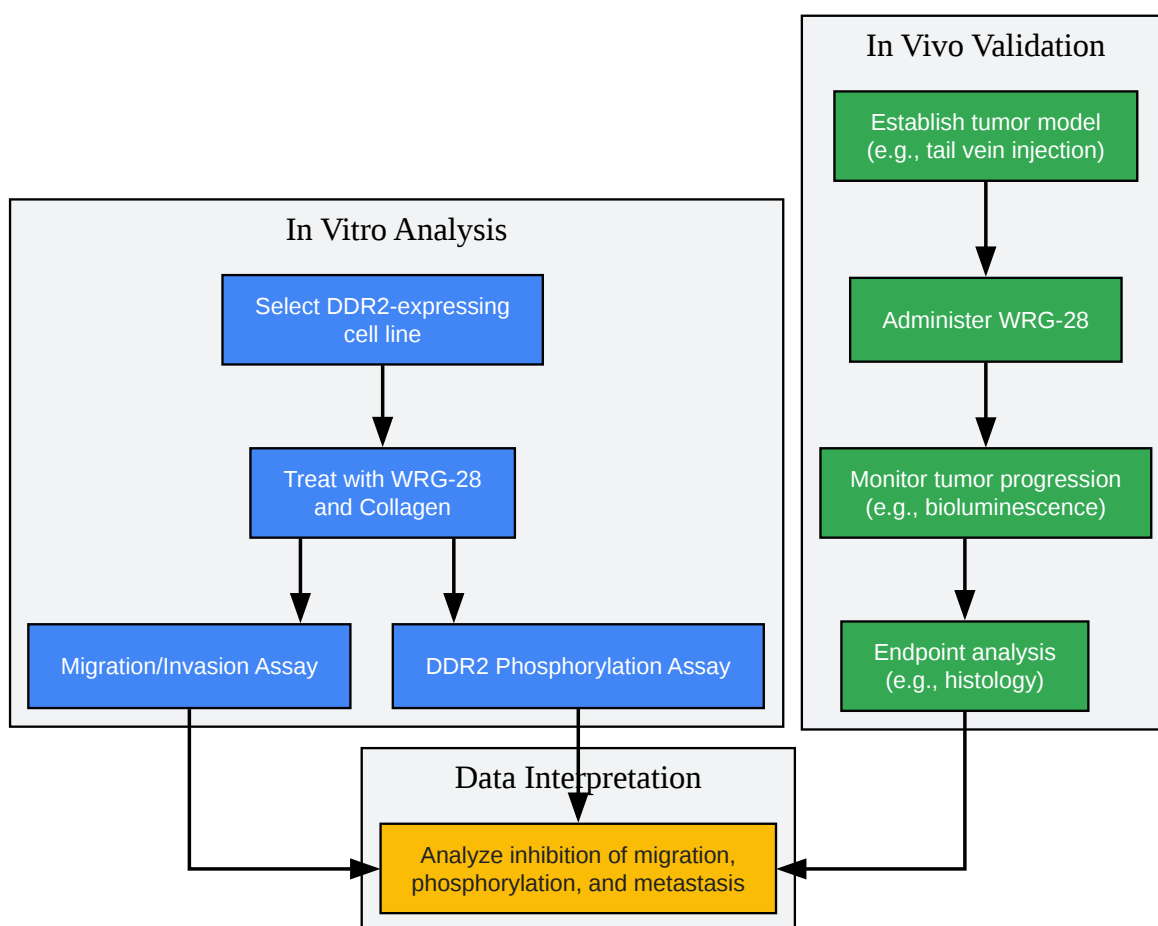 In Vitro Analysis
Select DDR2-expressing
cell line
Treat with WRG-28
and Collagen
Migration/Invasion Assay
DDR2 Phosphorylation Assay
In Vivo Validation
Establish tumor model
(e.g., tail vein injection)
Administer WRG-28
Monitor tumor progression
(e.g., bioluminescence)
Endpoint analysis
(e.g., histology)
Data Interpretation
Analyze inhibition of migration,
phosphorylation, and metastasis